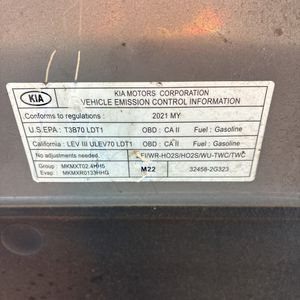 KIA
KIA MOTORS CORPORATION
VEHICLE EMISSION CONTROL INFORMATION
Conforms to regulations : 2021 MY
U.S.EPA : T3B70 LDT1 OBD : CA II Fuel : Gasoline
California : LEV III ULEV70 LDT1 OBD : CA II Fuel : Gasoline
No adjustments needed. FI/WR-HO2S/HO2S/WU-TWC/TWC
Group : MKMXT02.4HH5
Evap : MKMXR0133HHG
M22
32458-2G323